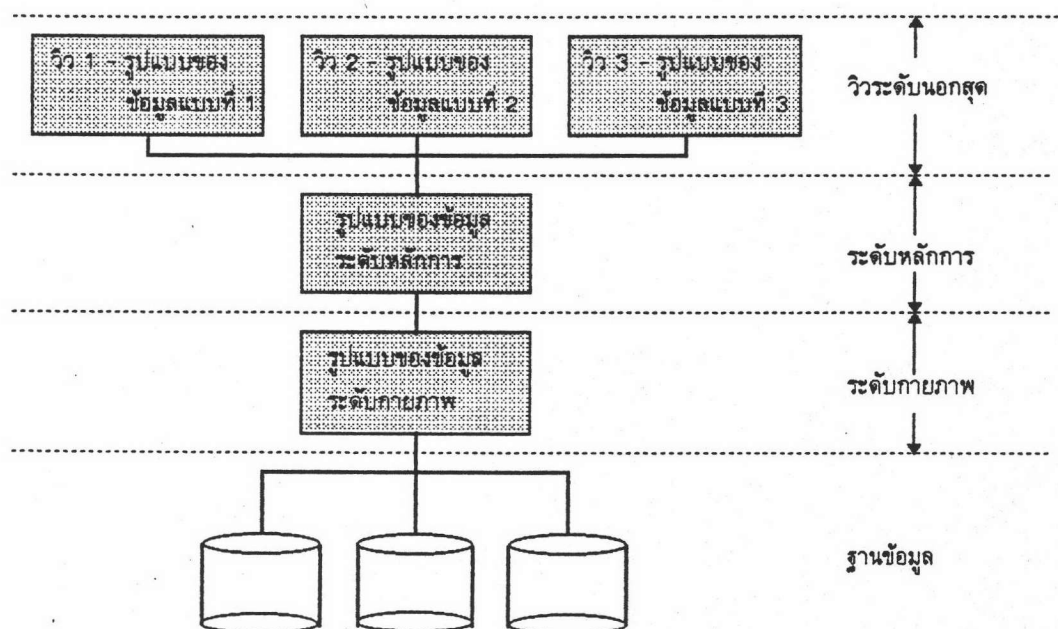 วิว 1 - รูปแบบของ
ข้อมูลแบบที่ 1
วิว 2 - รูปแบบของ
ข้อมูลแบบที่ 2
วิว 3 - รูปแบบของ
ข้อมูลแบบที่ 3
วิวระดับนอกสุด
รูปแบบของข้อมูล
ระดับหลักการ
ระดับหลักการ
รูปแบบของข้อมูล
ระดับกายภาพ
ระดับกายภาพ
ฐานข้อมูล